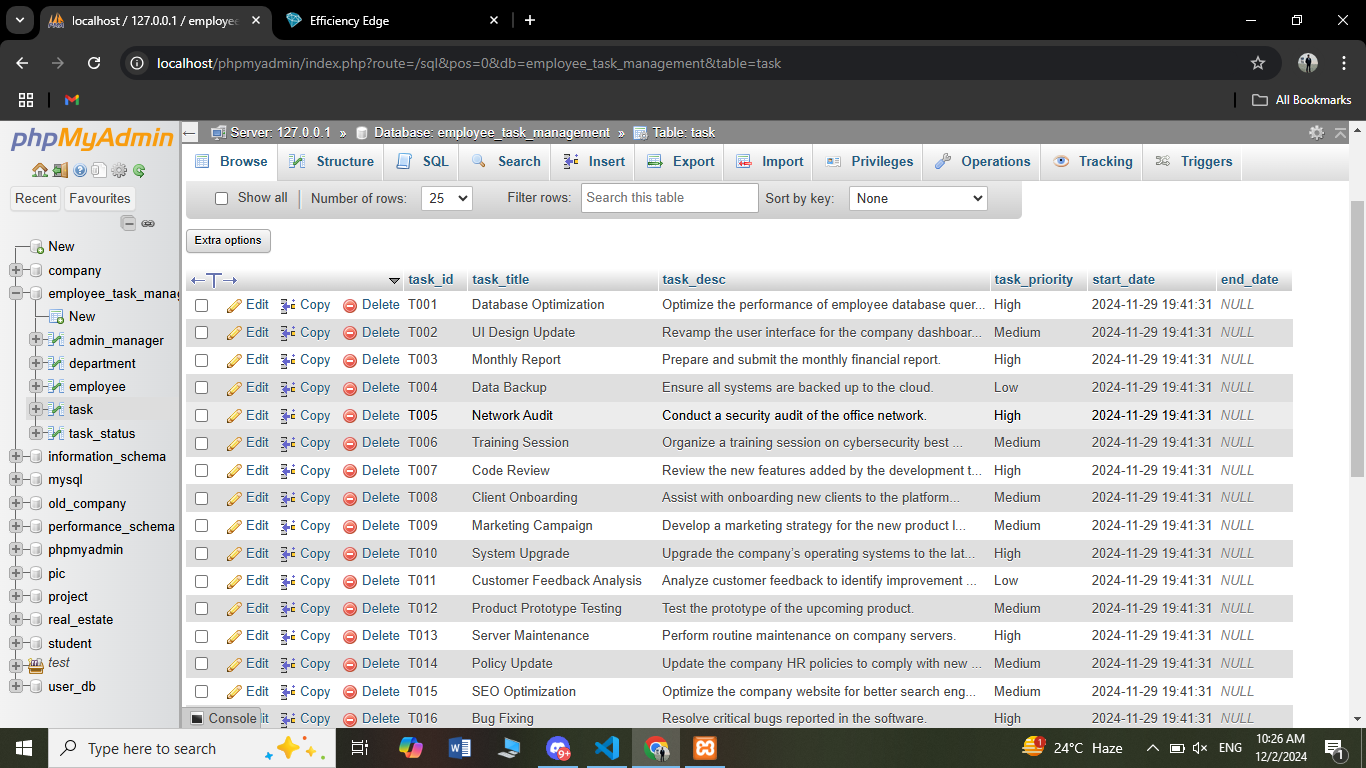 localhost / 127.0.0.1 / employee
Efficiency Edge
localhost/phpmyadmin/index.php?route=/sql&pos=0&db=employee_task_management&table=task
All Bookmarks
phpMyAdmin
Recent Favourites
New
company
employee_task_mana
New
admin_manager
department
employee
task
task_status
information_schema
mysql
old_company
performance_schema
phpmyadmin
pic
project
real_estate
student
test
user_db
Server: 127.0.0.1 » Database: employee_task_management » Table: task
Browse Structure SQL Search Insert Export Import Privileges Operations Tracking Triggers
Show all Number of rows: 25 Filter rows: Search this table Sort by key: None
Extra options
task_id task_title task_desc task_priority start_date end_date
Edit Copy Delete T001 Database Optimization Optimize the performance of employee database quer... High 2024-11-29 19:41:31 NULL
Edit Copy Delete T002 UI Design Update Revamp the user interface for the company dashboar... Medium 2024-11-29 19:41:31 NULL
Edit Copy Delete T003 Monthly Report Prepare and submit the monthly financial report. High 2024-11-29 19:41:31 NULL
Edit Copy Delete T004 Data Backup Ensure all systems are backed up to the cloud. Low 2024-11-29 19:41:31 NULL
Edit Copy Delete T005 Network Audit Conduct a security audit of the office network. High 2024-11-29 19:41:31 NULL
Edit Copy Delete T006 Training Session Organize a training session on cybersecurity best ... Medium 2024-11-29 19:41:31 NULL
Edit Copy Delete T007 Code Review Review the new features added by the development t... High 2024-11-29 19:41:31 NULL
Edit Copy Delete T008 Client Onboarding Assist with onboarding new clients to the platform... Medium 2024-11-29 19:41:31 NULL
Edit Copy Delete T009 Marketing Campaign Develop a marketing strategy for the new product l... Medium 2024-11-29 19:41:31 NULL
Edit Copy Delete T010 System Upgrade Upgrade the company's operating systems to the lat... High 2024-11-29 19:41:31 NULL
Edit Copy Delete T011 Customer Feedback Analysis Analyze customer feedback to identify improvement ... Low 2024-11-29 19:41:31 NULL
Edit Copy Delete T012 Product Prototype Testing Test the prototype of the upcoming product. Medium 2024-11-29 19:41:31 NULL
Edit Copy Delete T013 Server Maintenance Perform routine maintenance on company servers. High 2024-11-29 19:41:31 NULL
Edit Copy Delete T014 Policy Update Update the company HR policies to comply with new ... Medium 2024-11-29 19:41:31 NULL
Edit Copy Delete T015 SEO Optimization Optimize the company website for better search eng... Medium 2024-11-29 19:41:31 NULL
Console it Copy Delete T016 Bug Fixing Resolve critical bugs reported in the software. High 2024-11-29 19:41:31 NULL
Type here to search
9+
1
24°C Haze
ENG
10:26 AM
12/2/2024
1